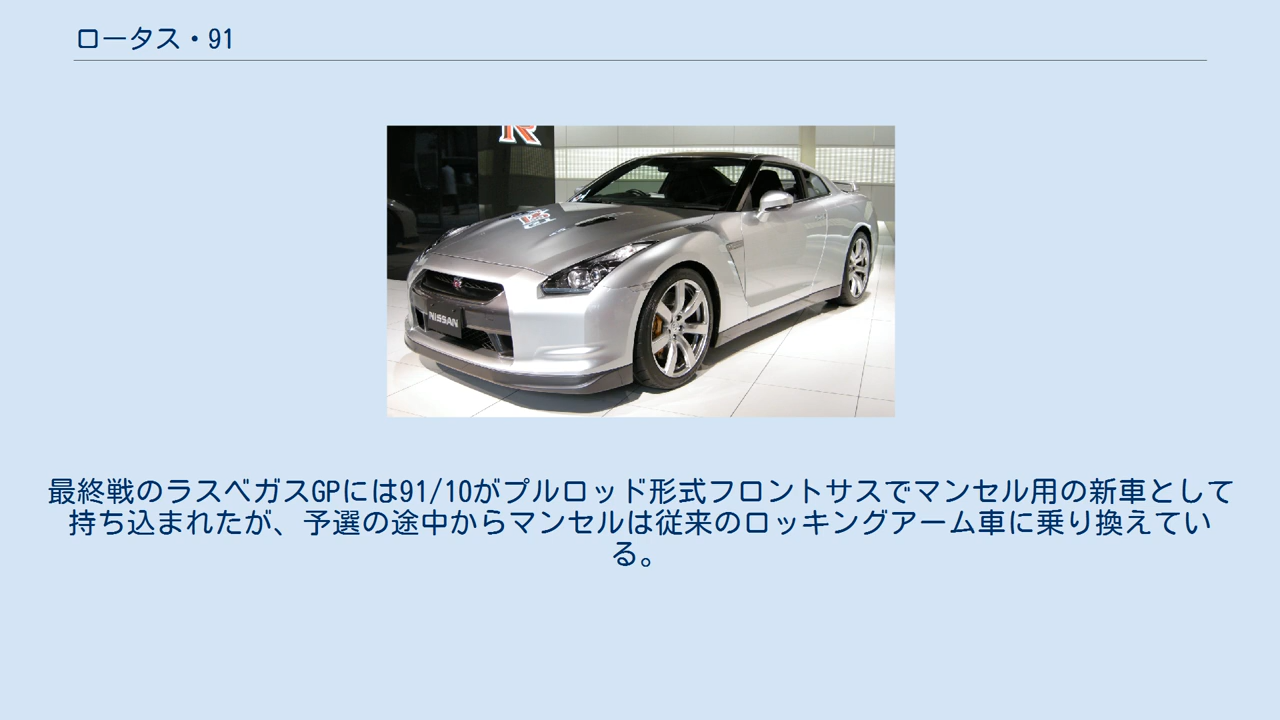 ロータス・91
R
NISSAN
最終戦のラスベガスGPには91/10がプルロッド形式フロントサスでマンセル用の新車として
持ち込まれたが、予選の途中からマンセルは従来のロッキングアーム車に乗り換えてい
る。